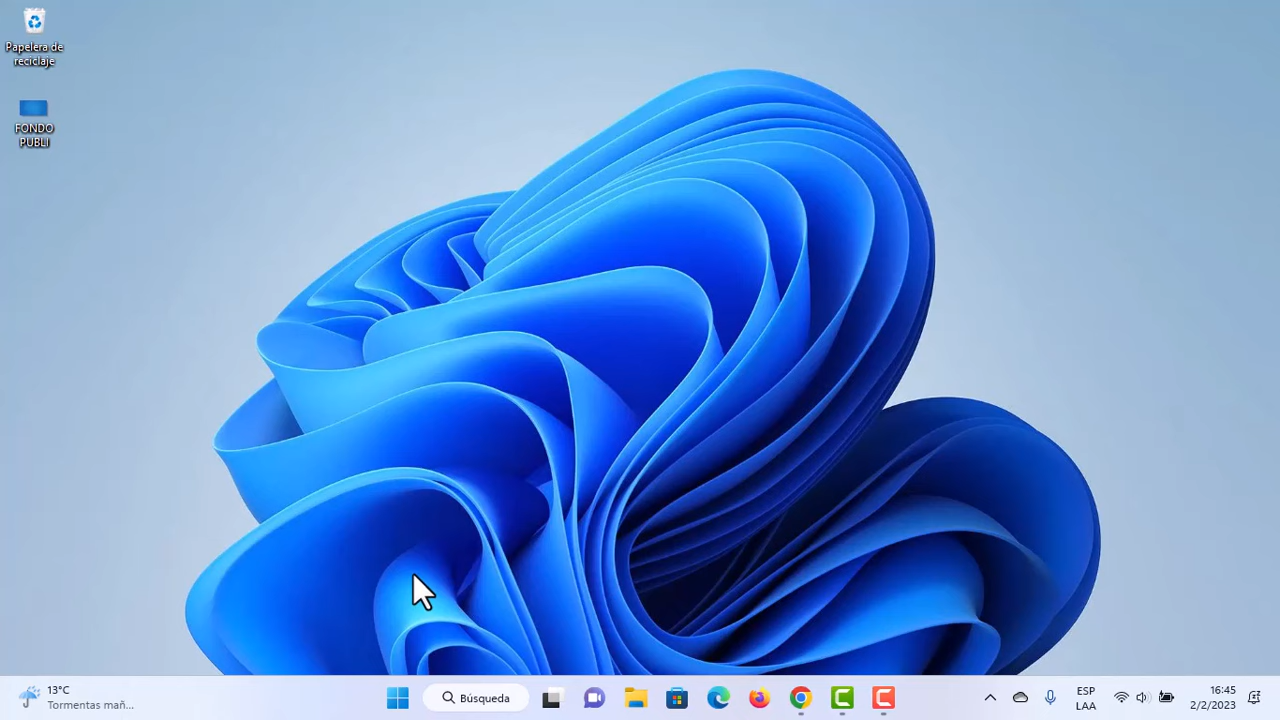 Papelera de
reciclaje
FONDO
PUBLI
13°C
Tormentas mañ...
Búsqueda
ESP
LAA
16:45
2/2/2023